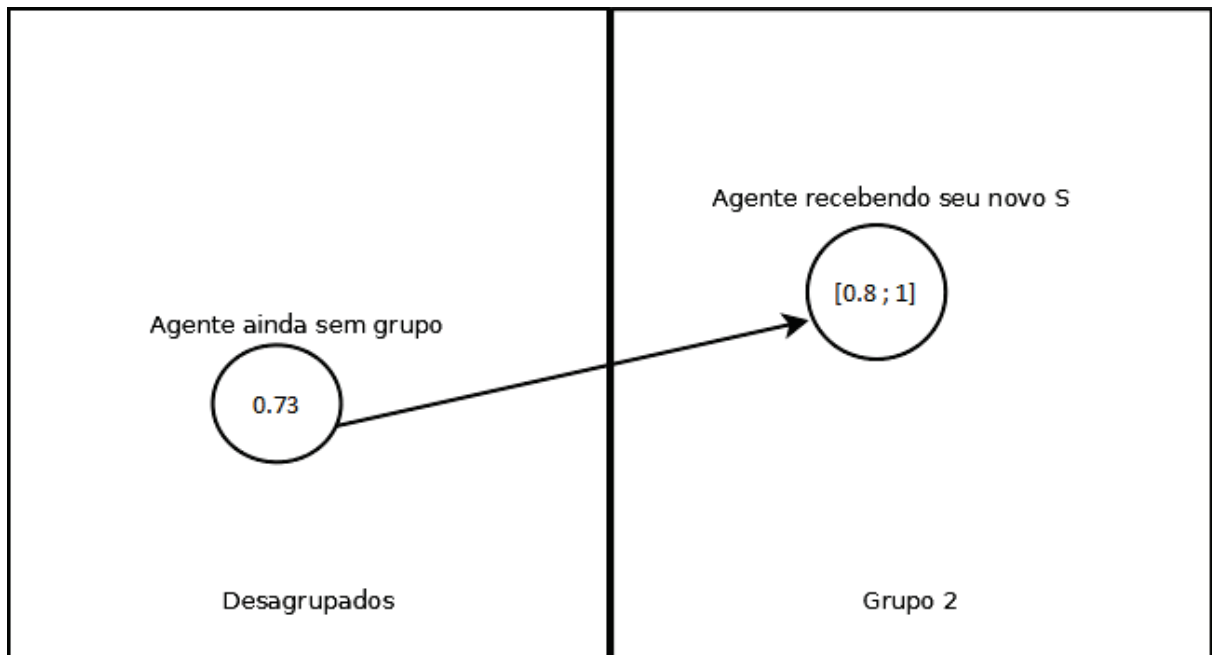 Agente recebendo seu novo S
[0.8 ; 1]
Agente ainda sem grupo
0.73
Desagrupados
Grupo 2